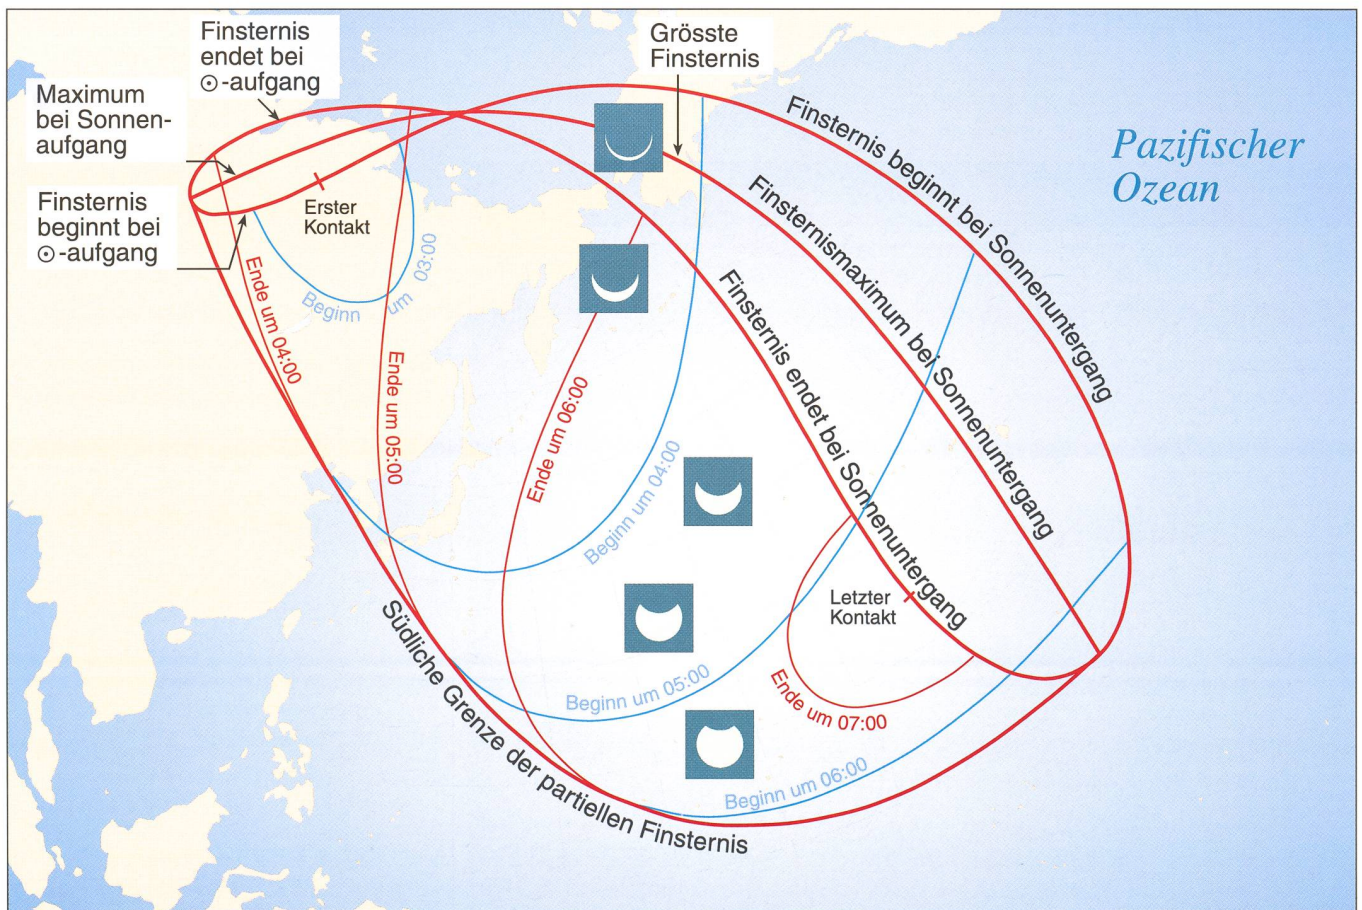 Finsternis
endet bei
☉-aufgang
Grösste
Finsternis
Maximum
bei Sonnen-
aufgang
Finsternis
beginnt bei
☉-aufgang
Erster
Kontakt
Pazifischer
Ozean
Finsternis beginnt bei Sonnenuntergang
Finsternismaximum bei Sonnenuntergang
Finsternis endet bei Sonnenuntergang
Beginn um 03:00
Ende um 04:00
Ende um 05:00
Ende um 06:00
Beginn um 04:00
Letzter
Kontakt
Beginn um 05:00
Ende um 07:00
Beginn um 06:00
Südliche Grenze der partiellen Finsternis